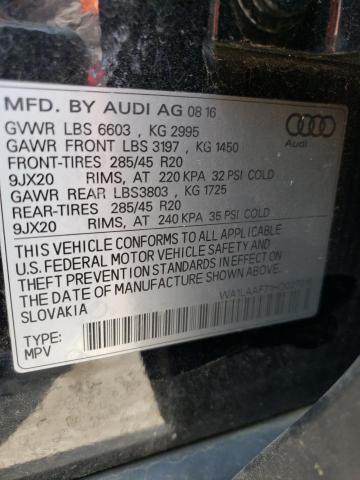 MFD. BY AUDI AG 08 16
GVWR LBS 6603 , KG 2995
GAWR FRONT LBS 3197 , KG 1450
FRONT-TIRES 285/45 R20
9JX20 RIMS, AT 220 KPA 32 PSI COLD
GAWR REAR LBS3803 , KG 1725
REAR-TIRES 285/45 R20
9JX20 RIMS, AT 240 KPA 35 PSI COLD
Audi
THIS VEHICLE CONFORMS TO ALL APPLICABLE
U.S. FEDERAL MOTOR VEHICLE SAFETY AND
THEFT PREVENTION STANDARDS IN EFFECT ON
THE DATE OF MANUFACTURE SHOWN ABOVE.
SLOVAKIA
TYPE:
MPV